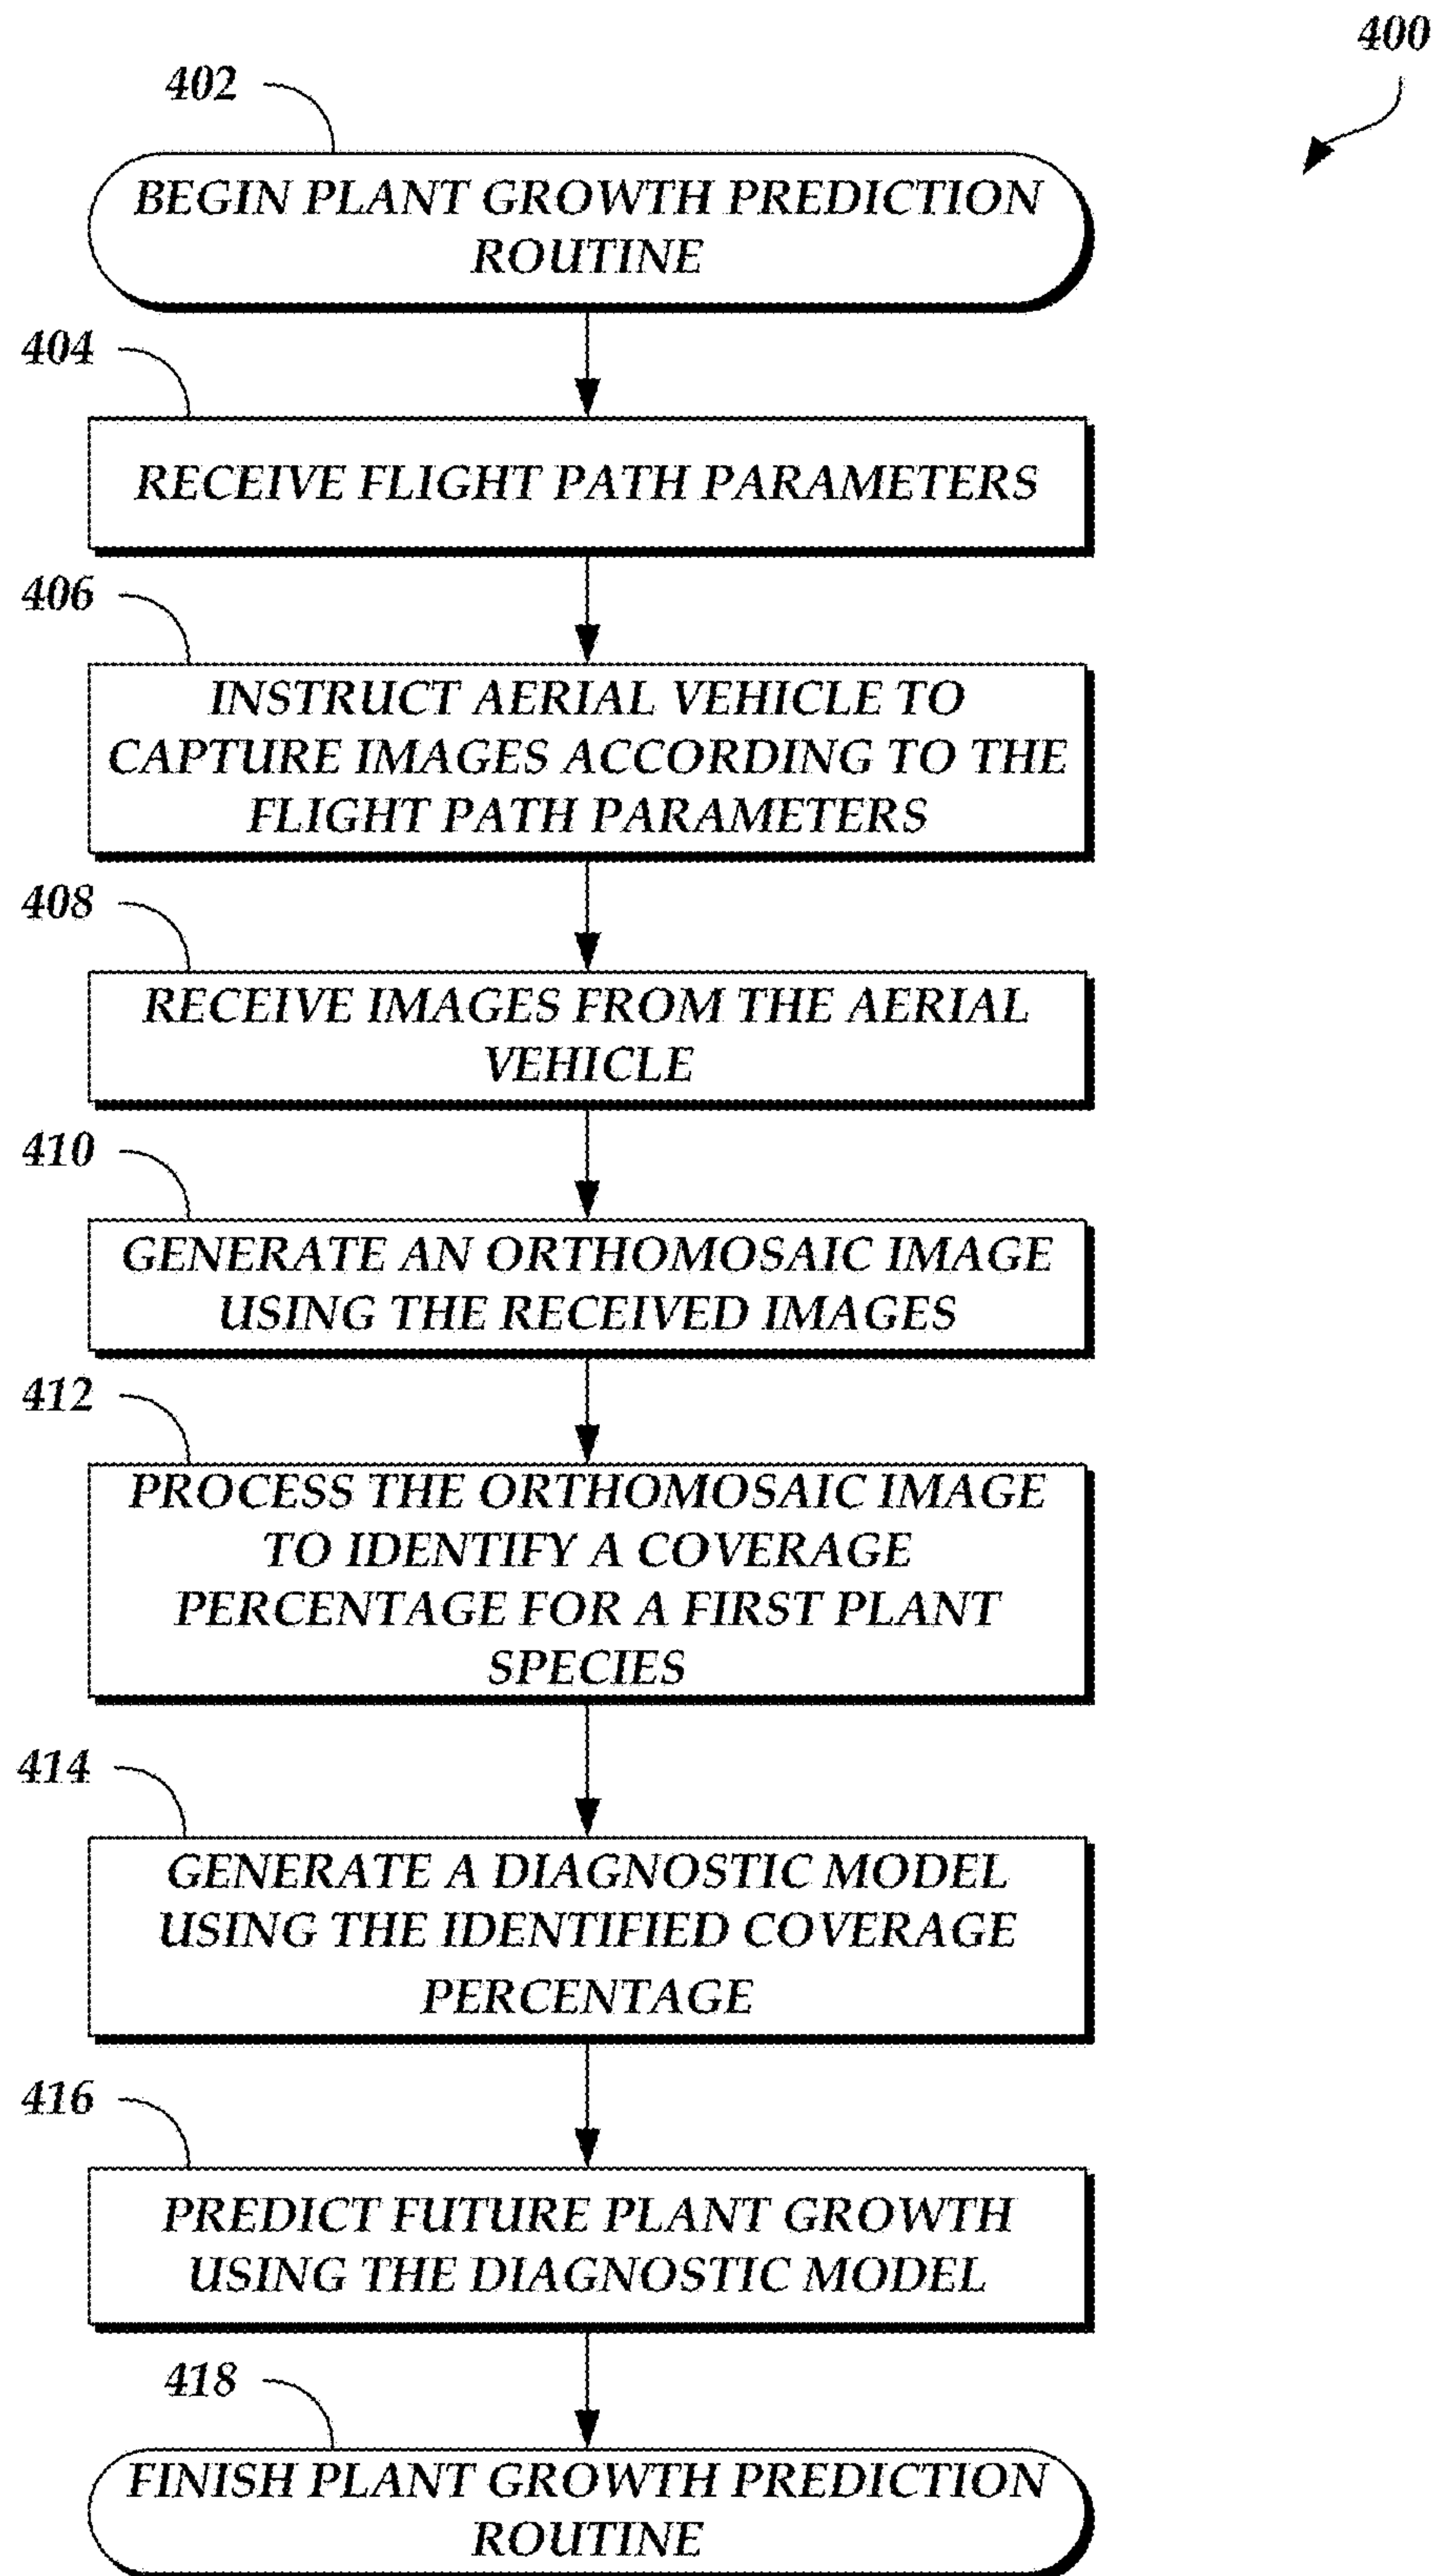 400
402
BEGIN PLANT GROWTH PREDICTION
ROUTINE
404
RECEIVE FLIGHT PATH PARAMETERS
406
INSTRUCT AERIAL VEHICLE TO
CAPTURE IMAGES ACCORDING TO THE
FLIGHT PATH PARAMETERS
408
RECEIVE IMAGES FROM THE AERIAL
VEHICLE
410
GENERATE AN ORTHOMOSAIC IMAGE
USING THE RECEIVED IMAGES
412
PROCESS THE ORTHOMOSAIC IMAGE
TO IDENTIFY A COVERAGE
PERCENTAGE FOR A FIRST PLANT
SPECIES
414
GENERATE A DIAGNOSTIC MODEL
USING THE IDENTIFIED COVERAGE
PERCENTAGE
416
PREDICT FUTURE PLANT GROWTH
USING THE DIAGNOSTIC MODEL
418
FINISH PLANT GROWTH PREDICTION
ROUTINE